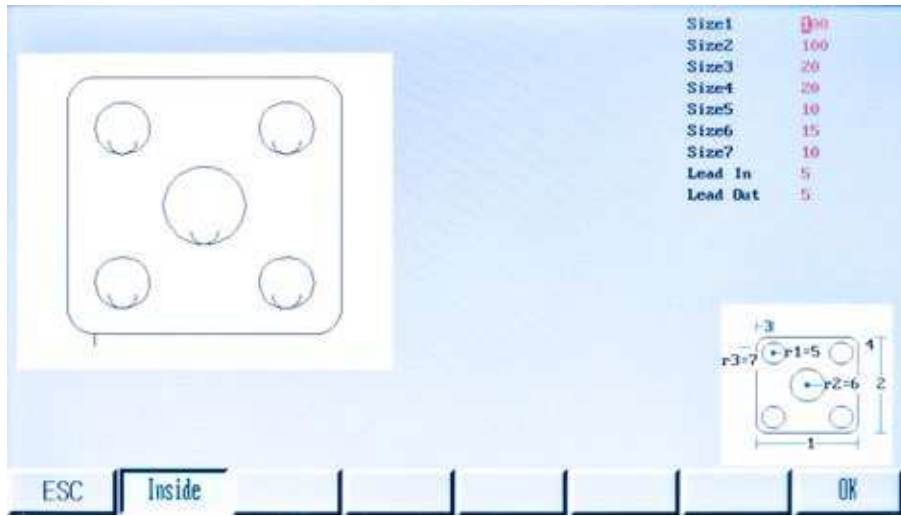 Size1 100
Size2 100
Size3 20
Size4 20
Size5 10
Size6 15
Size7 10
Lead In 5
Lead Out 5
3
r3=7 r1=5 4
r2=6 2
1
ESC Inside OK